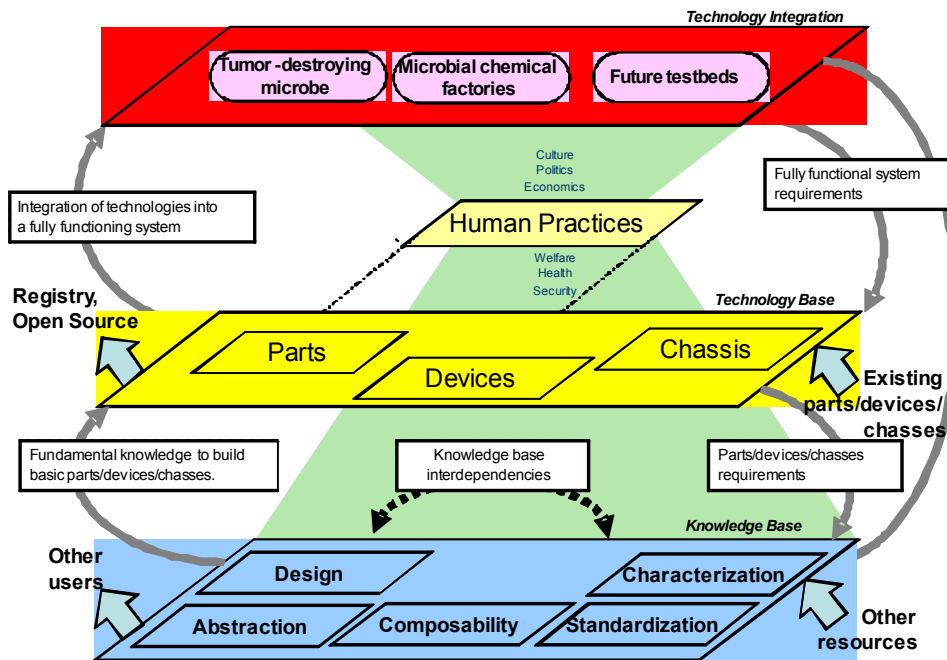 Technology Integration
Tumor -destroying
microbe
Microbial chemical
factories
Future testbeds
Culture
Politics
Economics
Integration of technologies into
a fully functioning system
Fully functional system
requirements
Human Practices
Welfare
Health
Security
Registry,
Open Source
Technology Base
Parts
Devices
Chassis
Existing
parts/devices/
chasses
Fundamental knowledge to build
basic parts/devices/chasses.
Knowledge base
interdependencies
Parts/devices/chasses
requirements
Knowledge Base
Other
users
Design
Characterization
Abstraction
Composability
Standardization
Other
resources